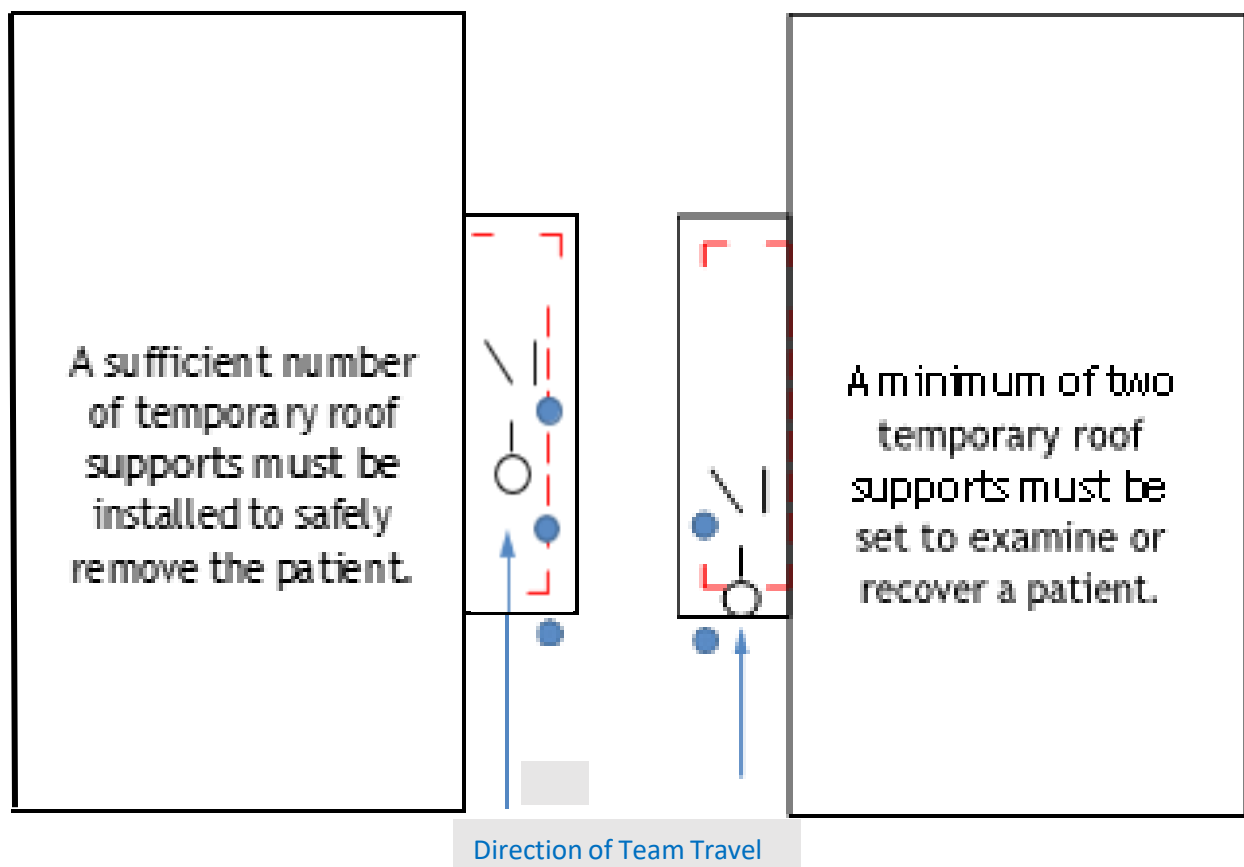 A sufficient number
of temporary roof
supports must be
installed to safely
remove the patient.
A minimum of two
temporary roof
supports must be
set to examine or
recover a patient.
Direction of Team Travel